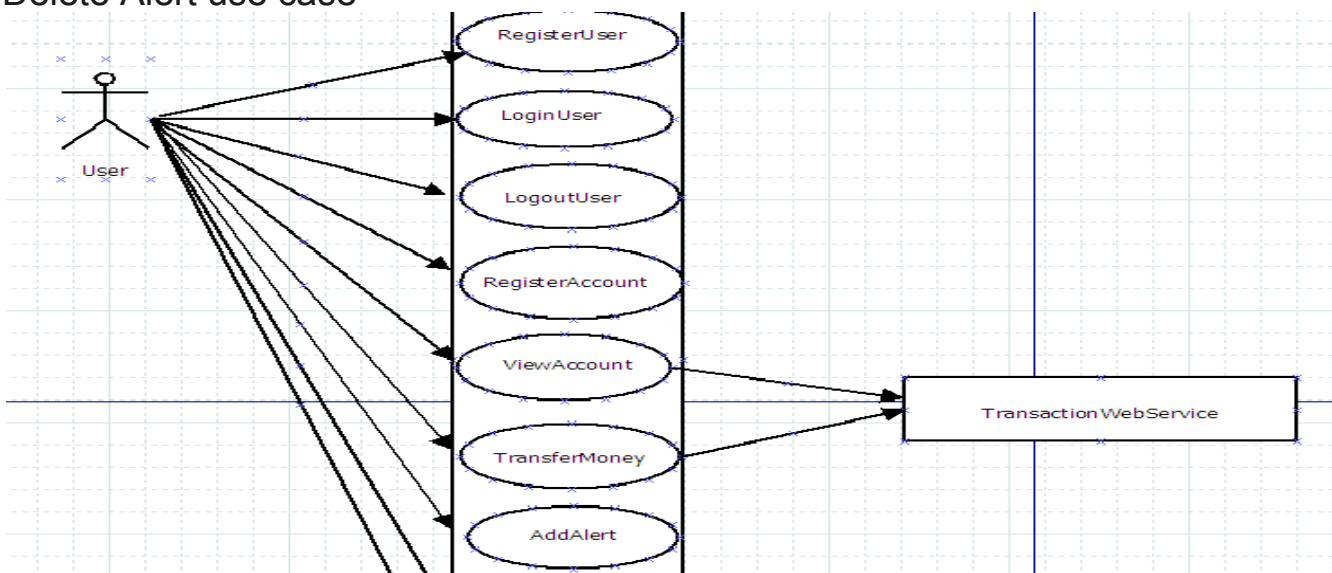 Delete Alert use case
RegisterUser
LoginUser
User
LogoutUser
RegisterAccount
ViewAccount
TransactionWebService
TransferMoney
AddAlert